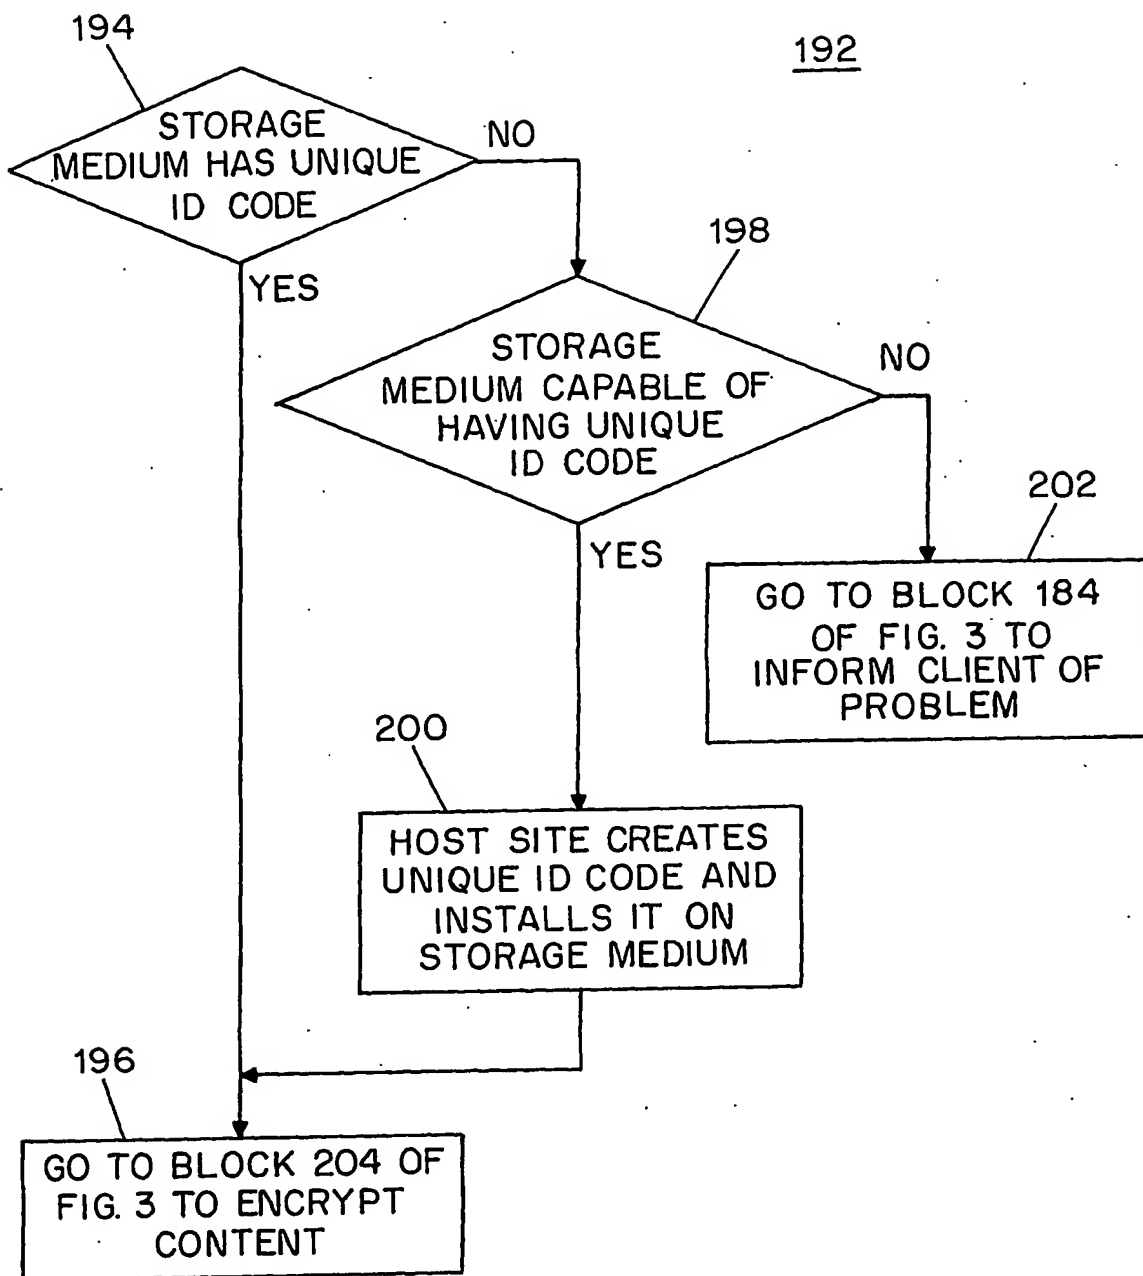 194
192
STORAGE
MEDIUM HAS UNIQUE
ID CODE
NO
YES
198
STORAGE
MEDIUM CAPABLE OF
HAVING UNIQUE
ID CODE
NO
YES
202
GO TO BLOCK 184
OF FIG. 3 TO
INFORM CLIENT OF
PROBLEM
200
HOST SITE CREATES
UNIQUE ID CODE AND
INSTALLS IT ON
STORAGE MEDIUM
196
GO TO BLOCK 204 OF
FIG. 3 TO ENCRYPT
CONTENT